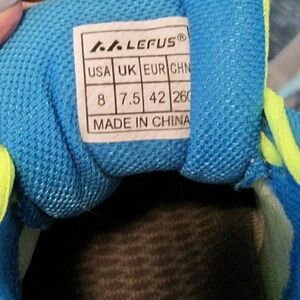 LEFUS®
USA UK EUR CHN
8 7.5 42 260
MADE IN CHINA